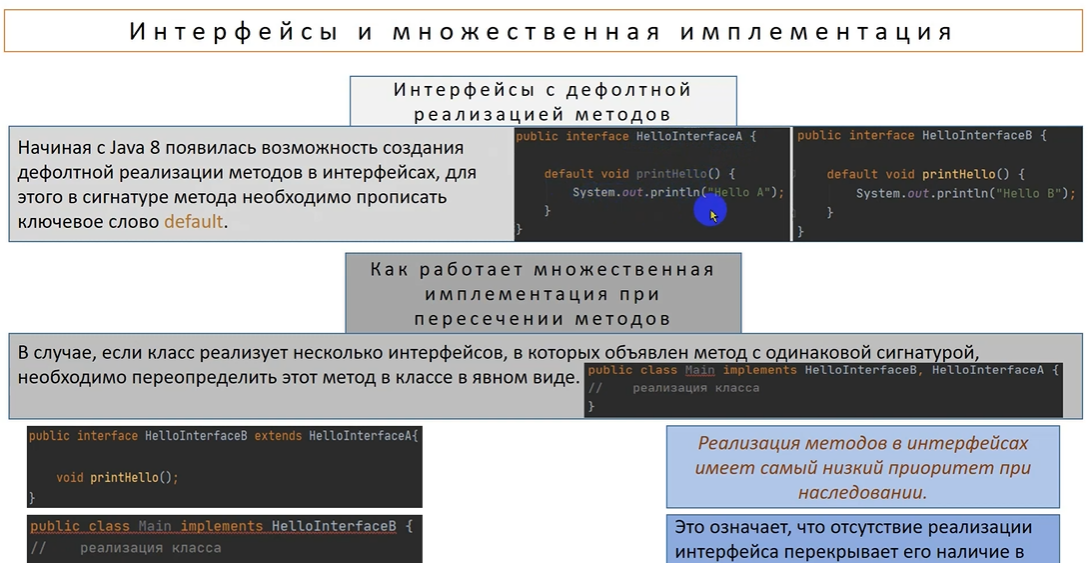 Интерфейсы и множественная имплементация
Интерфейсы с дефолтной
реализацией методов
Начиная с Java 8 появилась возможность создания
дефолтной реализации методов в интерфейсах, для
этого в сигнатуре метода необходимо прописать
ключевое слово default.
public interface HelloInterfaceA {
default void printHello() {
System.out.println("Hello A");
}
}
public interface HelloInterfaceB {
default void printHello() {
System.out.println("Hello B");
}
}
Как работает множественная
имплементация при
пересечении методов
В случае, если класс реализует несколько интерфейсов, в которых объявлен метод с одинаковой сигнатурой,
необходимо переопределить этот метод в классе в явном виде.
public class Main implements HelloInterfaceB, HelloInterfaceA {
// реализация класса
}
public interface HelloInterfaceB extends HelloInterfaceA{
void printHello();
}
public class Main implements HelloInterfaceB {
// реализация класса
Реализация методов в интерфейсах
имеет самый низкий приоритет при
наследовании.
Это означает, что отсутствие реализации
интерфейса перекрывает его наличие в